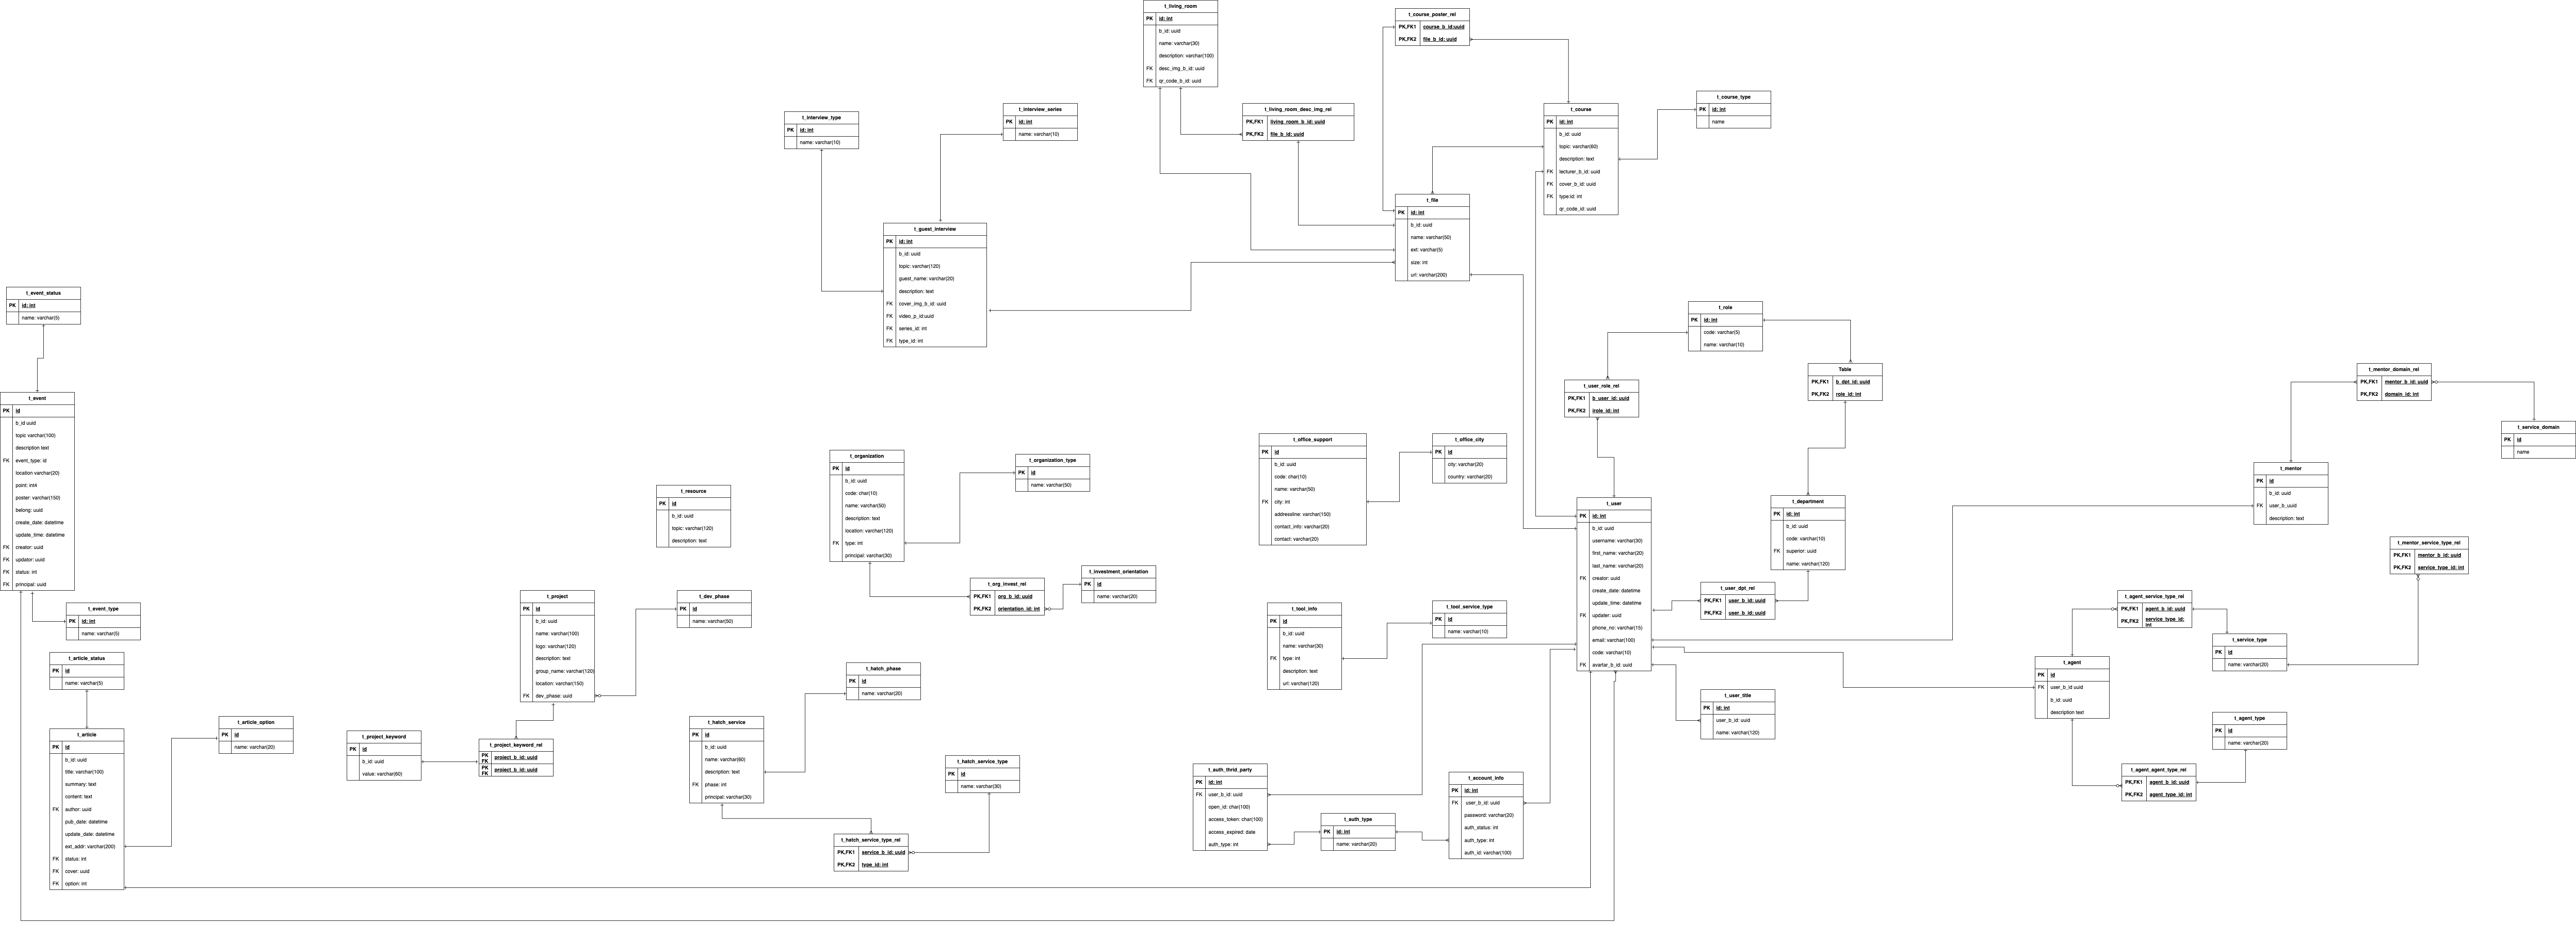 t_living_room
PK id: int
b_id: uuid
name: varchar(30)
description: varchar(100)
FK desc_img_b_id: uuid
FK qr_code_b_id: uuid
t_course_poster_rel
PK,FK1 course_b_id:uuid
PK,FK2 file_b_id: uuid
t_interview_type
PK id: int
name: varchar(10)
t_interview_series
PK id: int
name: varchar(10)
t_living_room_desc_img_rel
PK,FK1 living_room_b_id: uuid
PK,FK2 file_b_id: uuid
t_course
PK id: int
b_id: uuid
topic: varchar(60)
description: text
FK lecturer_b_id: uuid
FK cover_b_id: uuid
FK type:id: int
qr_code_id: uuid
t_course_type
PK id: int
name
t_file
PK id: int
b_id: uuid
name: varchar(50)
ext: varchar(5)
size: int
url: varchar(200)
t_guest_interview
PK id: int
b_id: uuid
topic: varchar(120)
guest_name: varchar(20)
description: text
FK cover_img_b_id: uuid
FK video_p_id:uuid
FK series_id: int
FK type_id: int
t_event_status
PK id: int
name: varchar(5)
t_role
PK id: int
code: varchar(5)
name: varchar(10)
t_user_role_rel
PK,FK1 b_user_id: uuid
PK,FK2 irole_id: int
Table
PK,FK1 b_dpt_id: uuid
PK,FK2 role_id: int
t_mentor_domain_rel
PK,FK1 mentor_b_id: uuid
PK,FK2 domain_id: int
t_service_domain
PK id
name
t_event
PK id
b_id uuid
topic varchar(100)
description text
FK event_type: id
location varchar(20)
point: int4
poster: varchar(150)
belong: uuid
create_date: datetime
update_time: datetime
FK creator: uuid
FK updator: uuid
FK status: int
FK principal: uuid
t_event_type
PK id: int
name: varchar(5)
t_article_status
PK id
name: varchar(5)
t_article
PK id
b_id: uuid
title: varchar(100)
summary: text
content: text
FK author: uuid
pub_date: datetime
update_date: datetime
ext_addr: varchar(200)
FK status: int
FK cover: uuid
FK option: int
t_article_option
PK id
name: varchar(20)
t_resource
PK id
b_id: uuid
topic: varchar(120)
description: text
t_organization
PK id
b_id: uuid
code: char(10)
name: varchar(50)
description: text
location: varchar(120)
FK type: int
principal: varchar(30)
t_organization_type
PK id
name: varchar(50)
t_org_invest_rel
PK,FK1 org_b_id: uuid
PK,FK2 orientation_id: int
t_investment_orientation
PK id
name: varchar(20)
t_project
PK id
b_id: uuid
name: varchar(100)
logo: varchar(120)
description: text
group_name: varchar(120)
location: varchar(150)
FK dev_phase: uuid
t_dev_phase
PK id
name: varchar(50)
t_project_keyword
PK id
b_id: uuid
value: varchar(60)
t_project_keyword_rel
PK FK project_b_id: uuid
PK FK project_b_id: uuid
t_hatch_phase
PK id
name: varchar(20)
t_hatch_service
PK id
b_id: uuid
name: varchar(60)
description: text
FK phase: int
principal: varchar(30)
t_hatch_service_type
PK id
name: varchar(30)
t_hatch_service_type_rel
PK,FK1 service_b_id: uuid
PK,FK2 type_id: int
t_office_support
PK id
b_id: uuid
code: char(10)
name: varchar(50)
FK city: int
addressline: varchar(150)
contact_info: varchar(20)
contact: varchar(20)
t_office_city
PK id
city: varchar(20)
country: varchar(20)
t_tool_info
PK id
b_id: uuid
name: varchar(30)
FK type: int
description: text
url: varchar(120)
t_tool_service_type
PK id
name: varchar(10)
t_auth_thrid_party
PK id: int
FK user_b_id: uuid
open_id: char(100)
access_token: char(100)
access_expired: date
auth_type: int
t_auth_type
PK id: int
name: varchar(20)
t_account_info
PK id: int
FK user_b_id: uuid
password: varchar(20)
auth_status: int
auth_type: int
auth_id: varchar(100)
t_user
PK id: int
b_id: uuid
username: varchar(30)
first_name: varchar(20)
last_name: varchar(20)
FK creator: uuid
create_date: datetime
update_time: datetime
FK updater: uuid
phone_no: varchar(15)
email: varchar(100)
code: varchar(10)
FK avartar_b_id: uuid
t_department
PK id: int
b_id: uuid
code: varchar(10)
FK superior: uuid
name: varchar(120)
t_user_dpt_rel
PK,FK1 user_b_id: uuid
PK,FK2 user_b_id: uuid
t_user_title
PK id: int
user_b_id: uuid
name: varchar(120)
t_mentor
PK id
b_id: uuid
FK user_b_uuid
description: text
t_mentor_service_type_rel
PK,FK1 mentor_b_id: uuid
PK,FK2 service_type_id: int
t_agent_service_type_rel
PK,FK1 agent_b_id: uuid
PK,FK2 service_type_id: int
t_service_type
PK id
name: varchar(20)
t_agent
PK id
FK user_b_id uuid
b_id: uuid
description text
t_agent_type
PK id
name: varchar(20)
t_agent_agent_type_rel
PK,FK1 agent_b_id: uuid
PK,FK2 agent_type_id: int